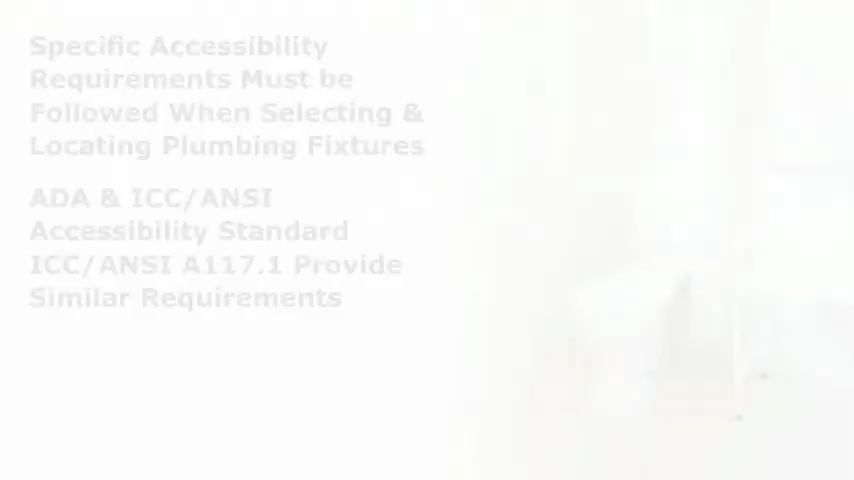 Specific Accessibility
Requirements Must be
Followed When Selecting &
Locating Plumbing Fixtures
ADA & ICC/ANSI
Accessibility Standard
ICC/ANSI A117.1 Provide
Similar Requirements